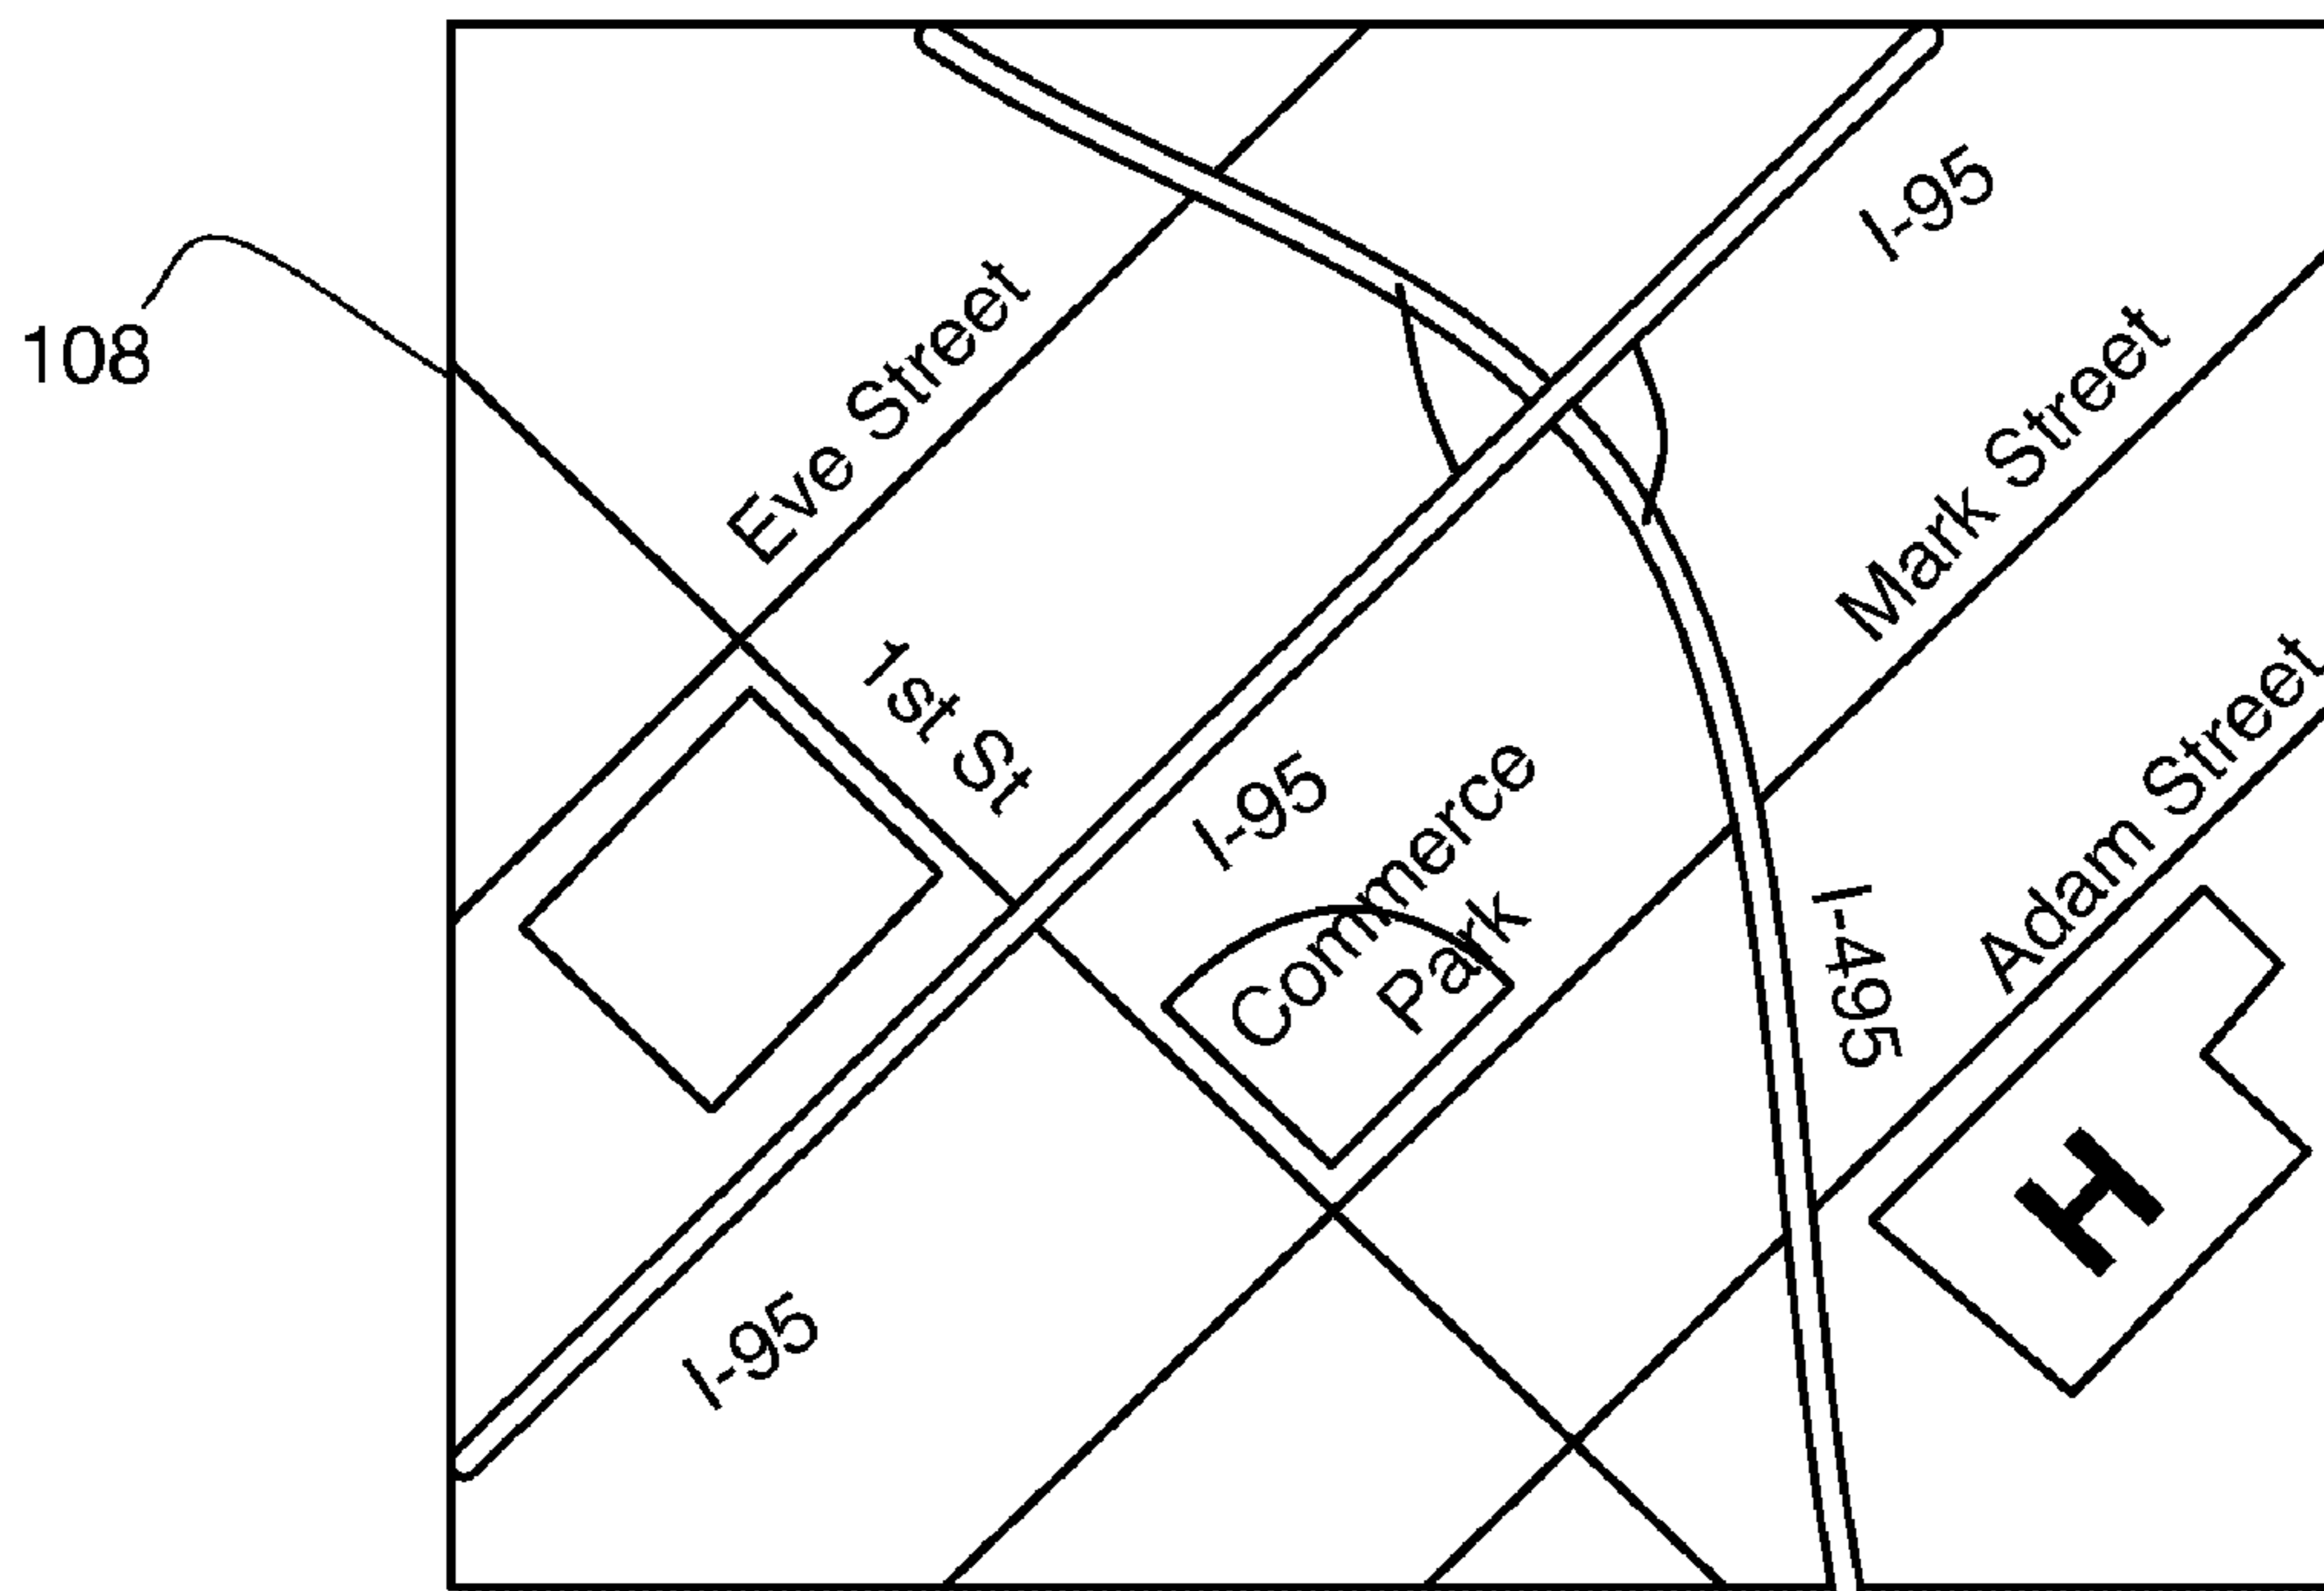 I-95
108
Eve Street
Mark Street
1st St
I-95
Commerce
Park
Adam Street
I-495
H
I-95